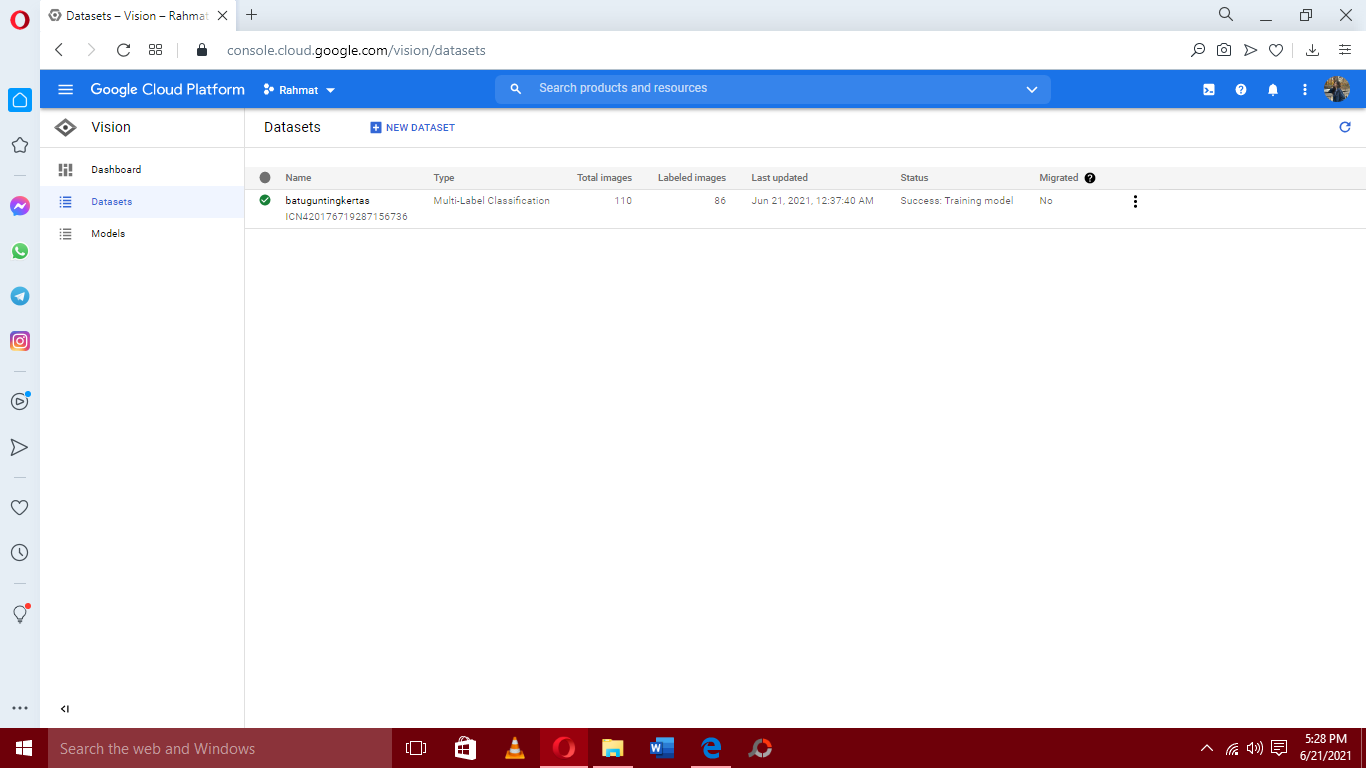 Datasets – Vision – Rahmat
console.cloud.google.com/vision/datasets
Google Cloud Platform
Rahmat
Search products and resources
Vision
Datasets
NEW DATASET
Dashboard
Datasets
Models
Name Type Total images Labeled images Last updated Status Migrated
batuguntingkertas Multi-Label Classification 110 86 Jun 21, 2021, 12:37:40 AM Success: Training model No
ICN420176719287156736
Search the web and Windows
5:28 PM
6/21/2021